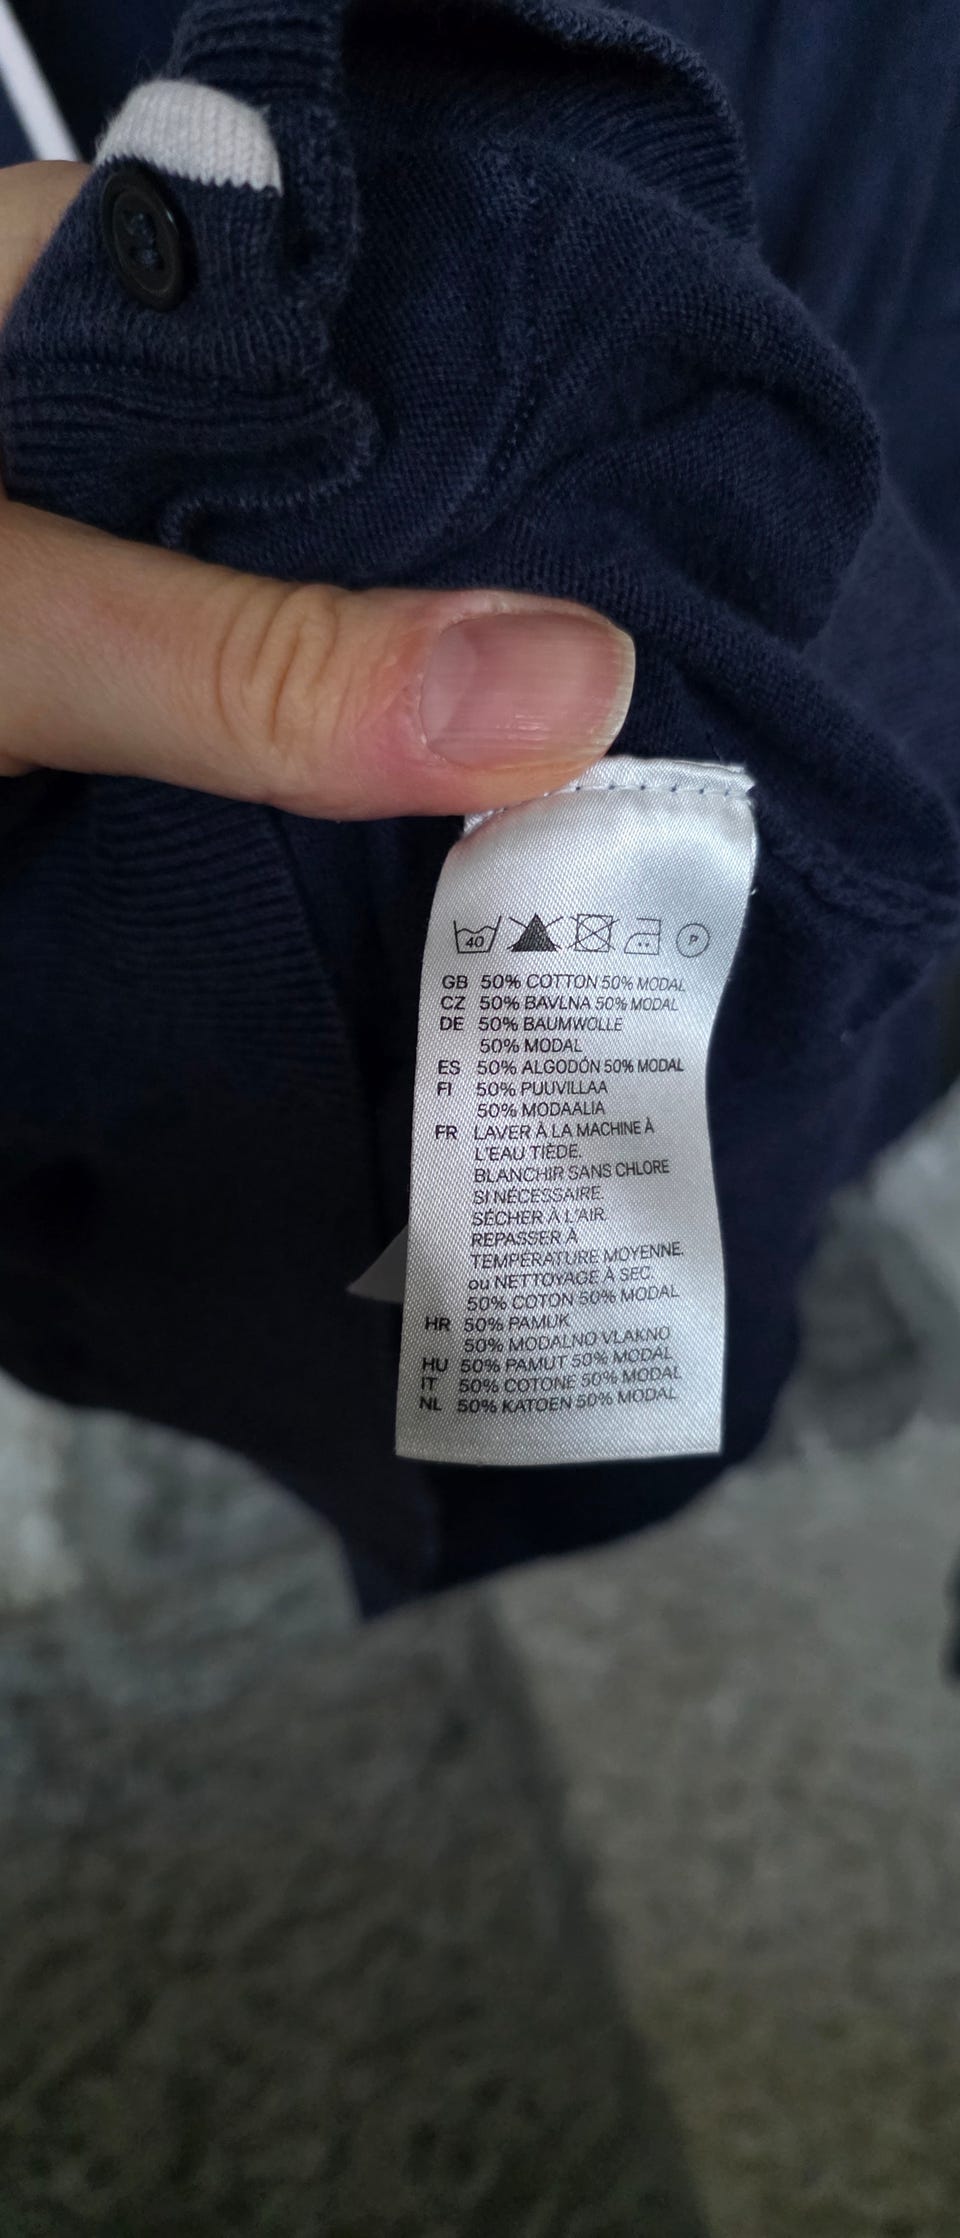 40 P
GB 50% COTTON 50% MODAL
CZ 50% BAVLNA 50% MODAL
DE 50% BAUMWOLLE
50% MODAL
ES 50% ALGODÓN 50% MODAL
FI 50% PUUVILLAA
50% MODAALIA
FR LAVER À LA MACHINE À
L'EAU TIÈDE.
BLANCHIR SANS CHLORE
SI NÉCESSAIRE.
SÉCHER À L'AIR.
REPASSER À
TEMPÉRATURE MOYENNE.
ou NETTOYAGE À SEC
50% COTON 50% MODAL
HR 50% PAMUK
50% MODALNO VLAKNO
HU 50% PAMUT 50% MODAL
IT 50% COTONE 50% MODAL
NL 50% KATOEN 50% MODAL